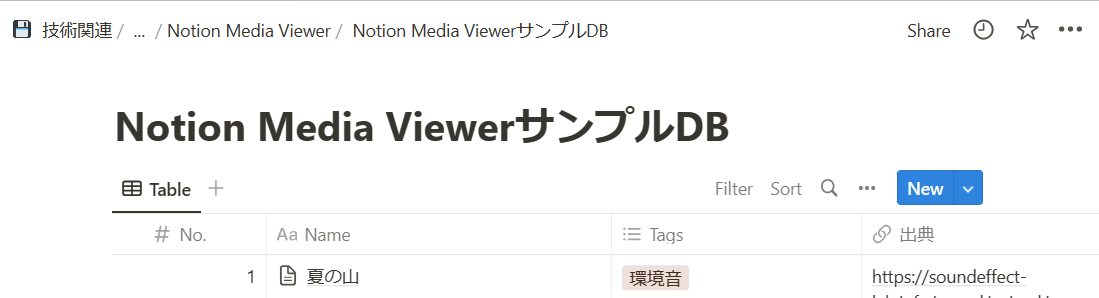 技術関連 / ... / Notion Media Viewer / Notion Media ViewerサンプルDB Share
Notion Media ViewerサンプルDB
Table Filter Sort New
# No. Aa Name Tags 出典
1 夏の山 環境音 https://soundeffect-